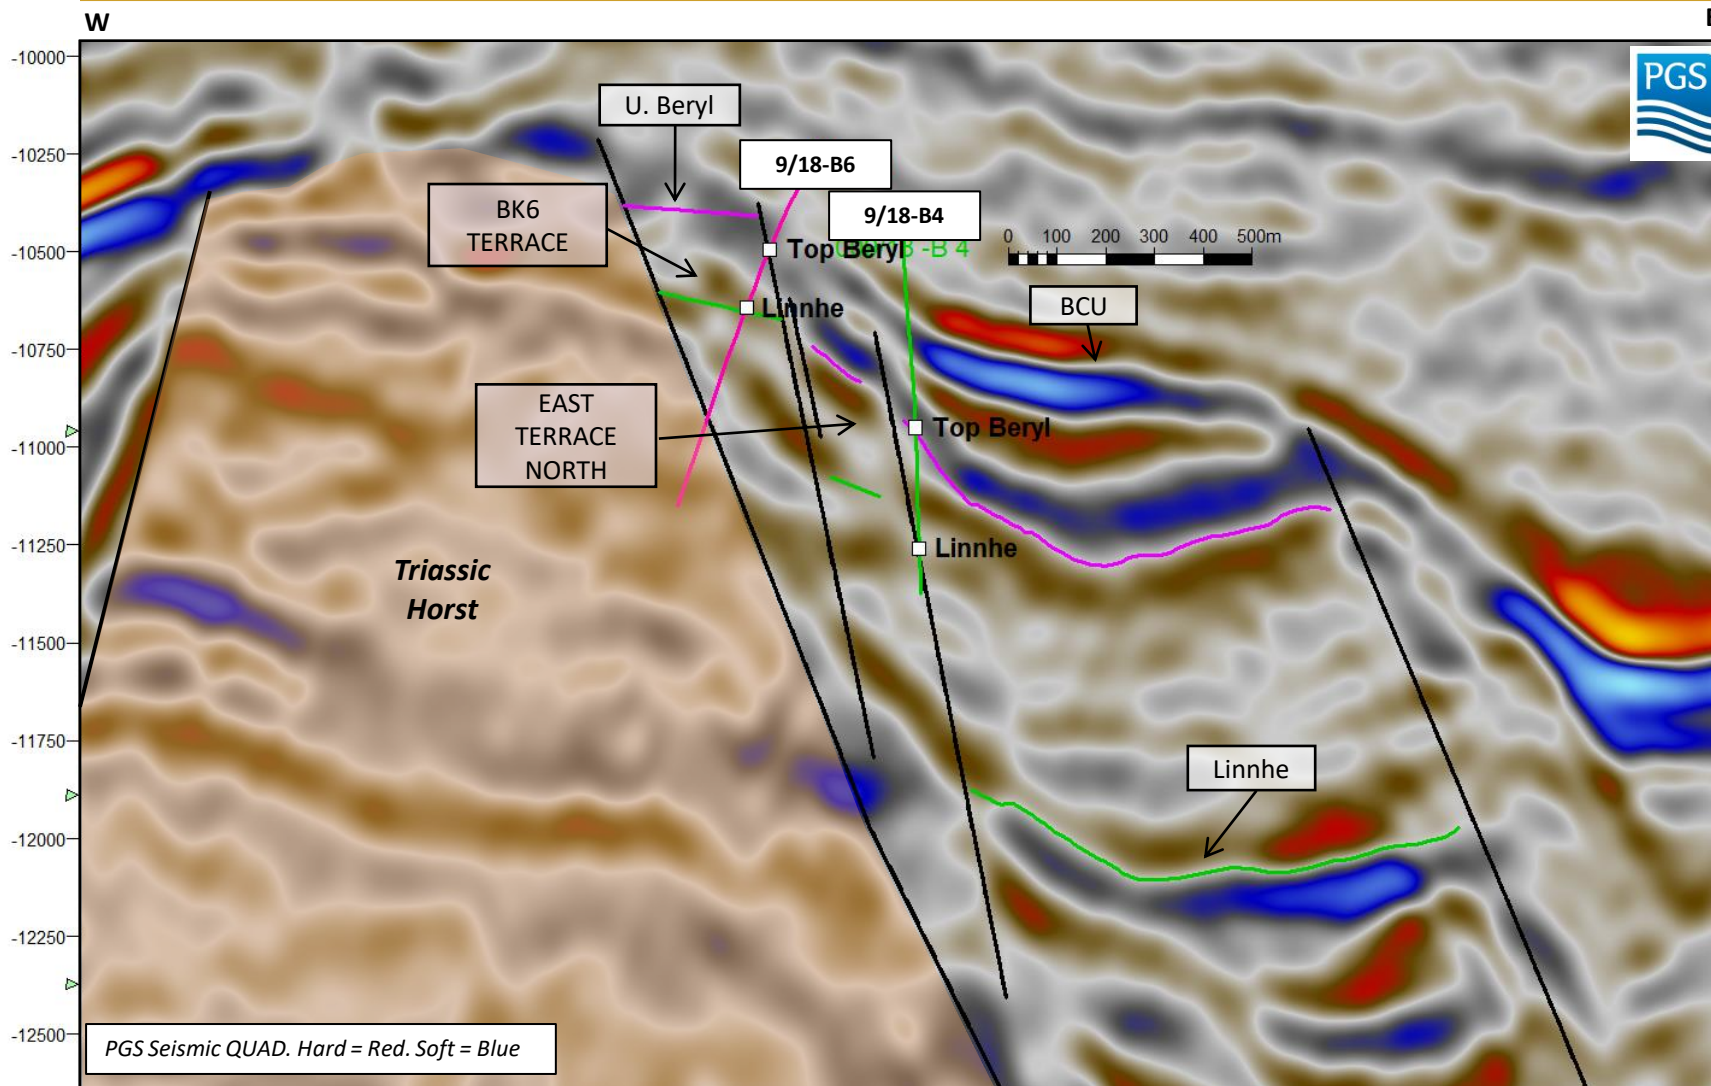 W
E
-10000
-10250
-10500
-10750
-11000
-11250
-11500
-11750
-12000
-12250
-12500
PGS
U. Beryl
9/18-B6
BK6
TERRACE
9/18-B4
Top Beryl
-B 4
0 100 200 300 400 500m
BCU
Linnhe
EAST
TERRACE
NORTH
Top Beryl
Linnhe
Triassic
Horst
Linnhe
PGS Seismic QUAD. Hard = Red. Soft = Blue